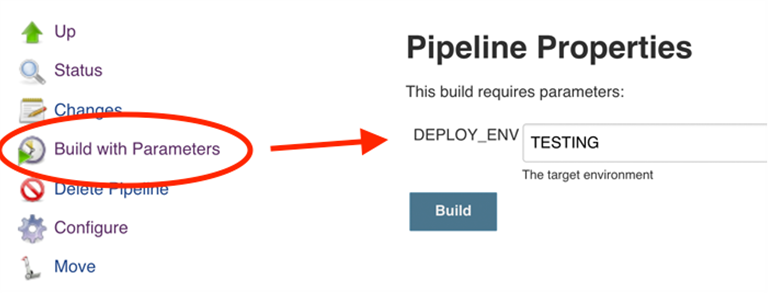 Up
Status
Changes
Build with Parameters
Delete Pipeline
Configure
Move
Pipeline Properties
This build requires parameters:
DEPLOY_ENV TESTING
The target environment
Build